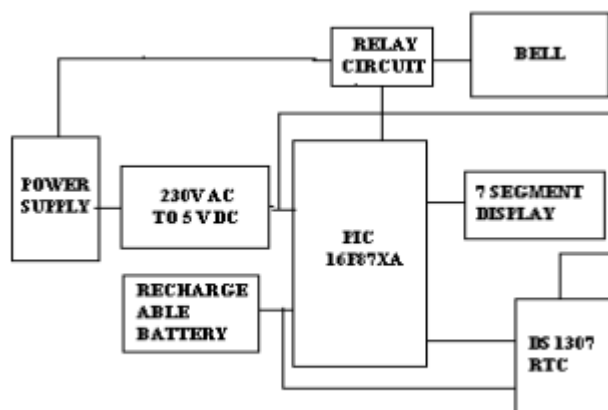 RELAY
CIRCUIT
BELL
POWER
SUPPLY
230V AC
TO 5 VDC
PIC
16F87XA
7 SEGMENT
DISPLAY
RECHARGE
ABLE
BATTERY
DS 1307
RTC